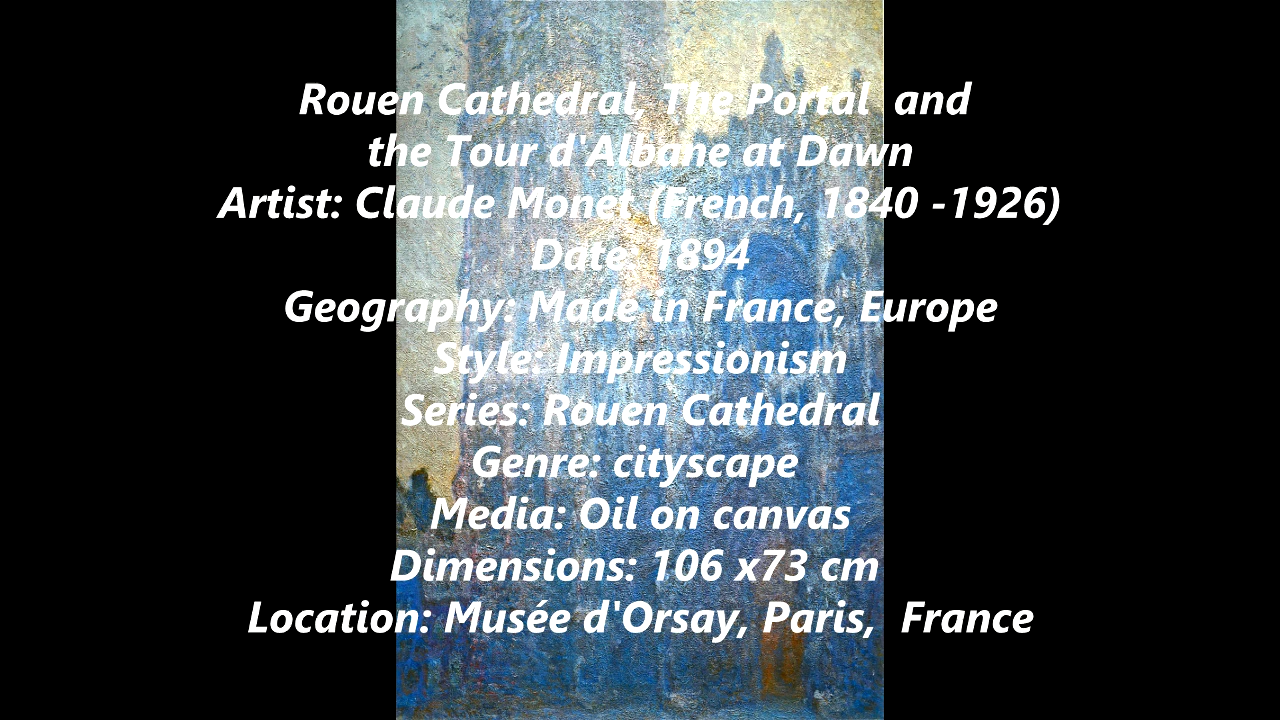 Rouen Cathedral, The Portal  and
the Tour d'Albane at Dawn
Artist: Claude Monet (French, 1840 -1926)
Date: 1894
Geography: Made in France, Europe
Style: Impressionism
Series: Rouen Cathedral
Genre: cityscape
Media: Oil on canvas
Dimensions: 106 x73 cm
Location: Musée d'Orsay, Paris,  France